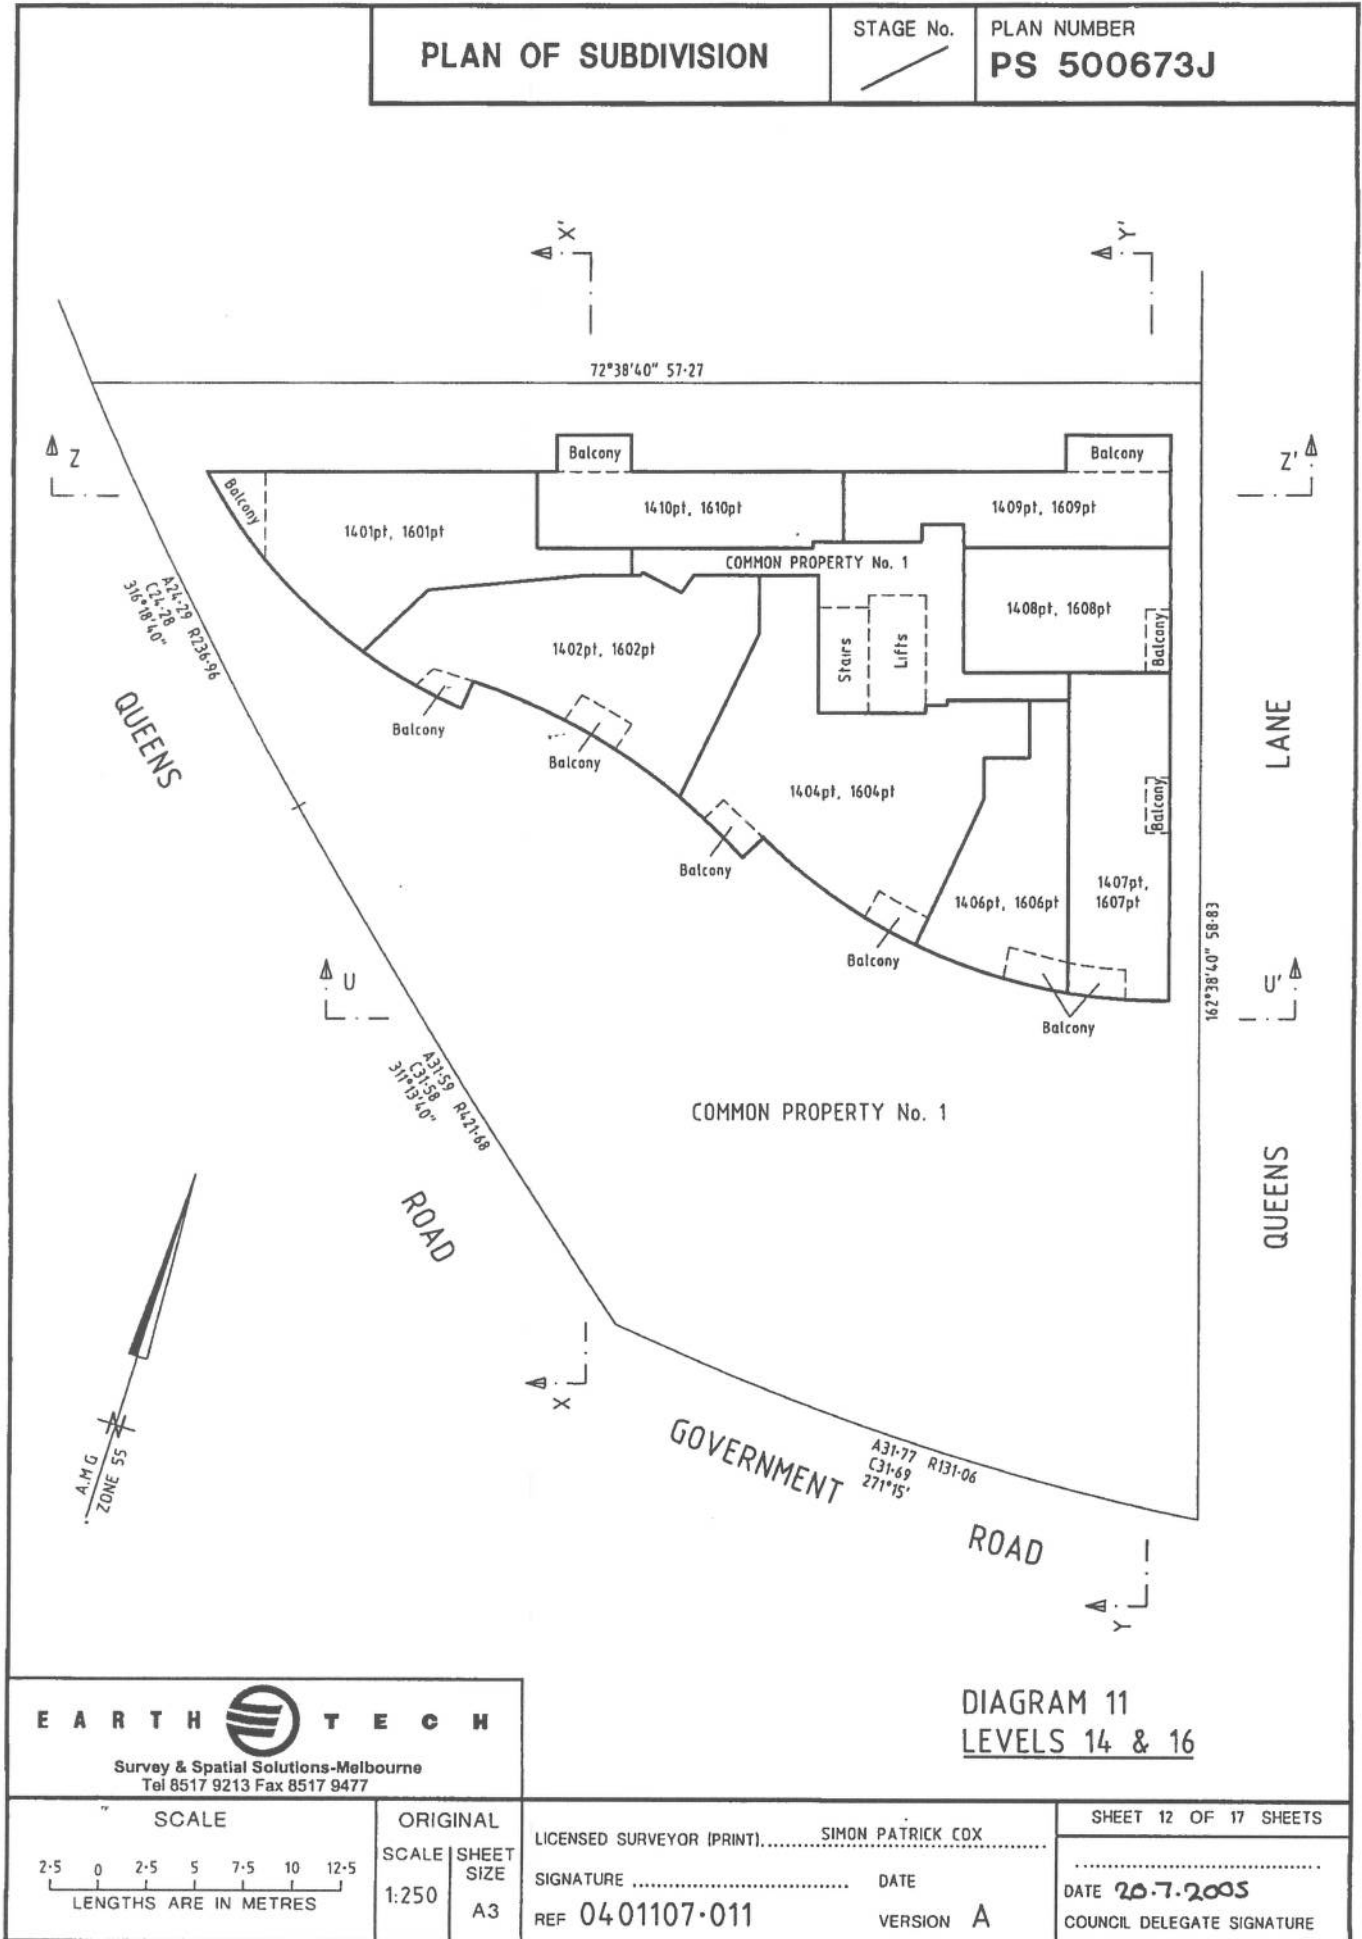 PLAN OF SUBDIVISION
STAGE No.
PLAN NUMBER
PS 500673J
X'
Y'
72°38'40" 57·27
Z
Z'
Balcony
Balcony
Balcony
1401pt, 1601pt
1410pt, 1610pt
1409pt, 1609pt
COMMON PROPERTY No. 1
A24·29 R236·96
C24·28
316°18'40"
1402pt, 1602pt
Stairs
Lifts
1408pt, 1608pt
Balcony
QUEENS
Balcony
Balcony
LANE
1404pt, 1604pt
Balcony
Balcony
1406pt, 1606pt
1407pt,
1607pt
Balcony
162°38'40" 58·83
U
U'
Balcony
A31·59 R421·68
C31·58
311°13'40"
COMMON PROPERTY No. 1
QUEENS
ROAD
X
GOVERNMENT
A31·77 R131·06
C31·69
271°15'
ROAD
Y
N
A.M G
ZONE 55
EARTH TECH
Survey & Spatial Solutions-Melbourne
Tel 8517 9213 Fax 8517 9477
DIAGRAM 11
LEVELS 14 & 16
SCALE
2·5 0 2·5 5 7·5 10 12·5
LENGTHS ARE IN METRES
ORIGINAL
SCALE
1:250
SHEET
SIZE
A3
LICENSED SURVEYOR (PRINT) SIMON PATRICK COX
SIGNATURE DATE
REF 0401107·011 VERSION A
SHEET 12 OF 17 SHEETS
DATE 20.7.2005
COUNCIL DELEGATE SIGNATURE